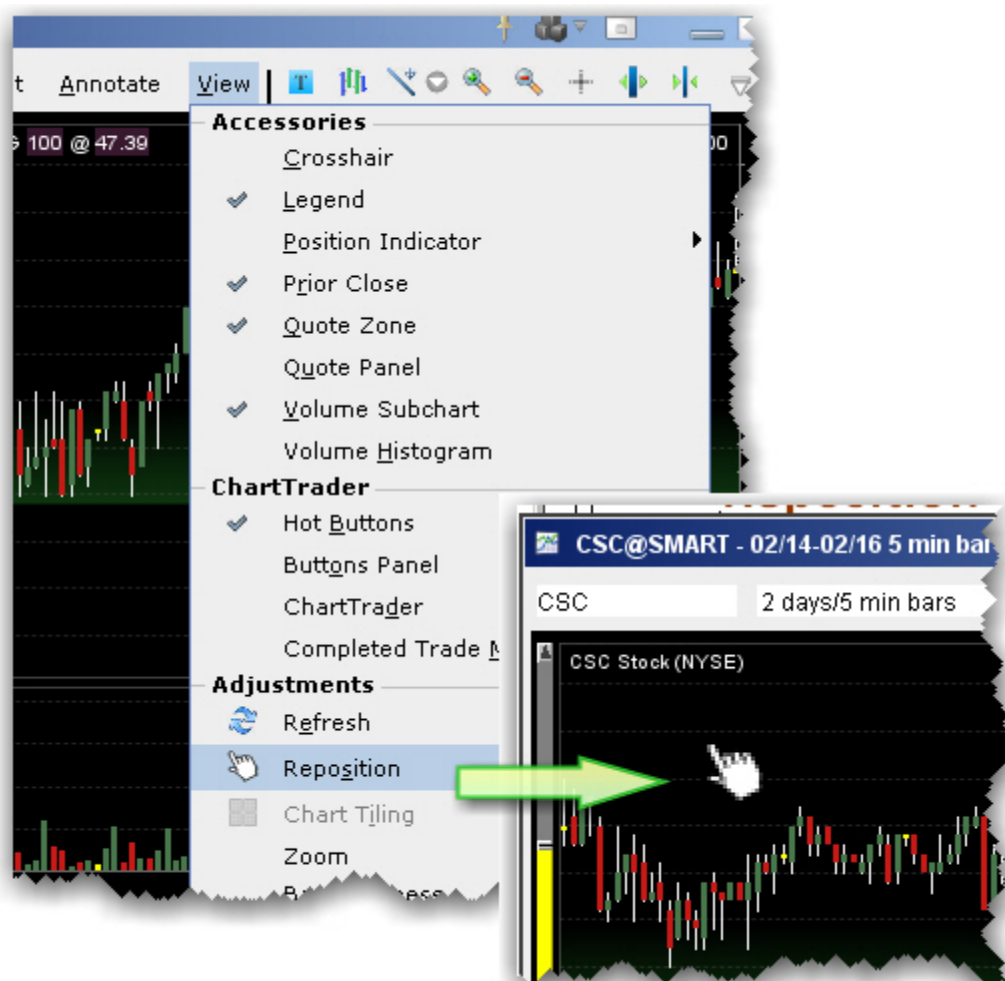 t Annotate View T
100 @ 47.39
00
Accessories
Crosshair
Legend
Position Indicator
Prior Close
Quote Zone
Quote Panel
Volume Subchart
Volume Histogram
ChartTrader
Hot Buttons
Buttons Panel
ChartTrader
Completed Trade M
Adjustments
Refresh
Reposition
Chart Tiling
Zoom
CSC@SMART - 02/14-02/16 5 min bar
CSC 2 days/5 min bars
CSC Stock (NYSE)